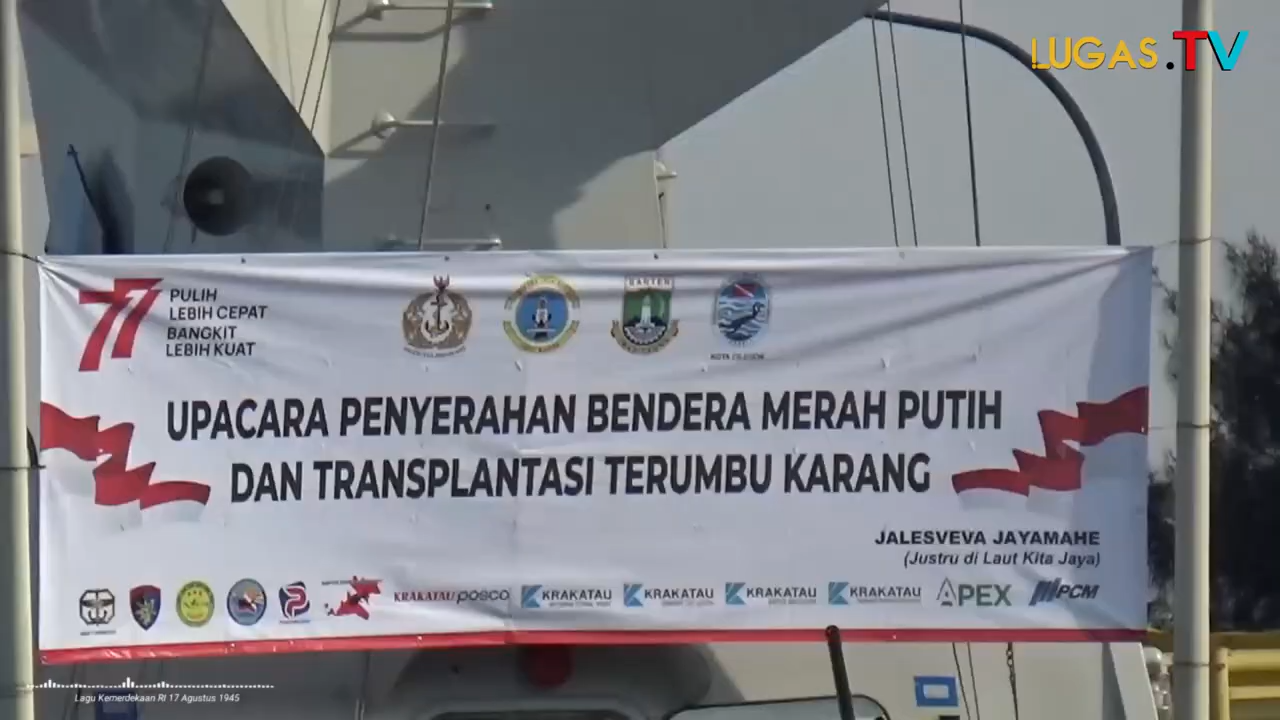 LUGAS.TV
77
PULIH
LEBIH CEPAT
BANGKIT
LEBIH KUAT
BANTEN
UPACARA PENYERAHAN BENDERA MERAH PUTIH
DAN TRANSPLANTASI TERUMBU KARANG
JALESVEVA JAYAMAHE
(Justru di Laut Kita Jaya)
KRAKATAU posco
KRAKATAU
KRAKATAU
KRAKATAU
KRAKATAU
APEX
PCM
Lagu Kemerdekaan RI 17 Agustus 1945